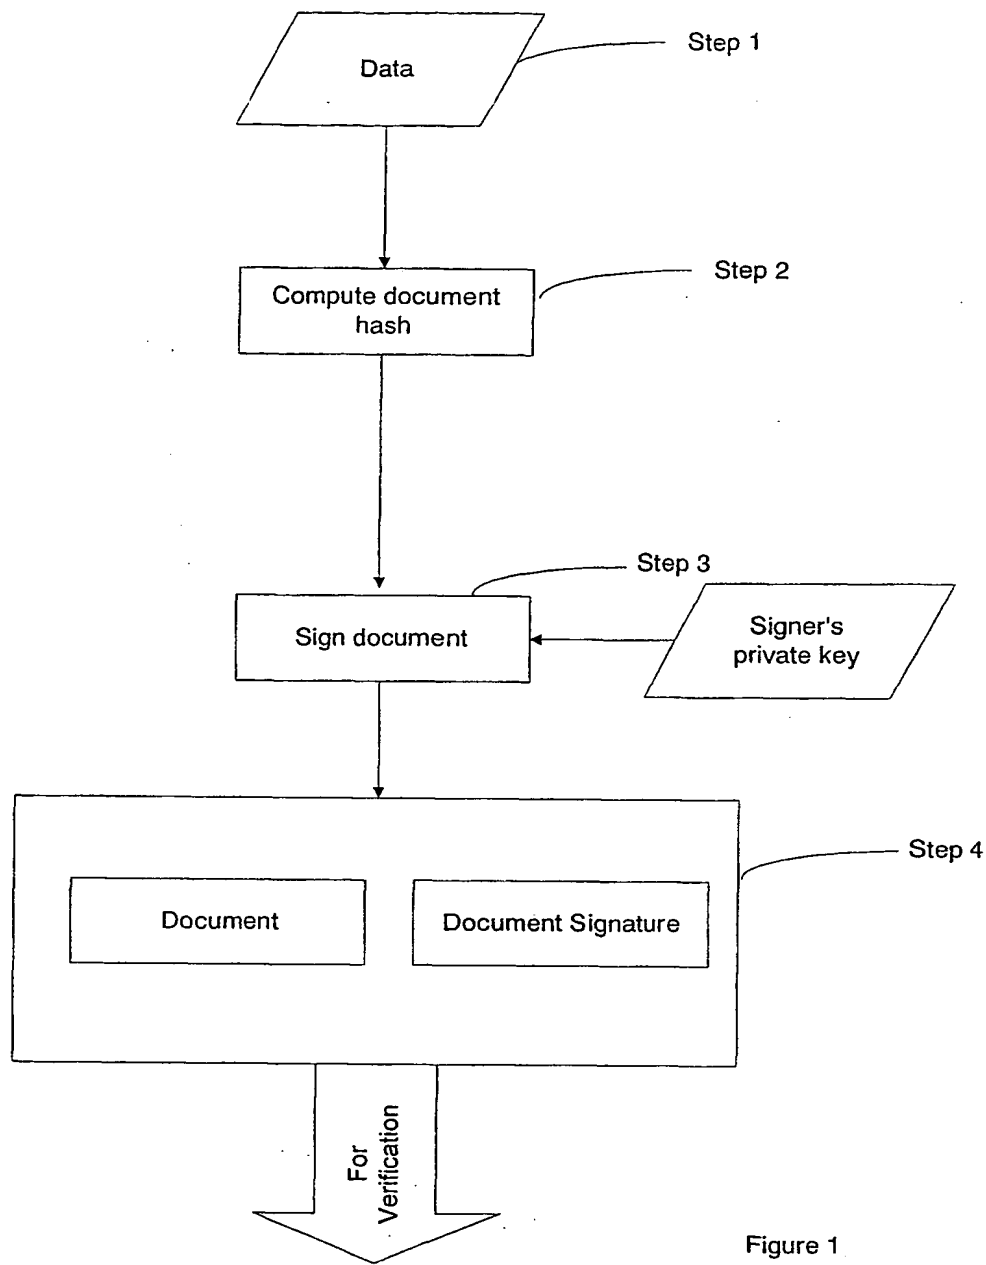 Data
Step 1
Compute document
hash
Step 2
Step 3
Sign document
Signer's
private key
Step 4
Document
Document Signature
For
Verification
Figure 1